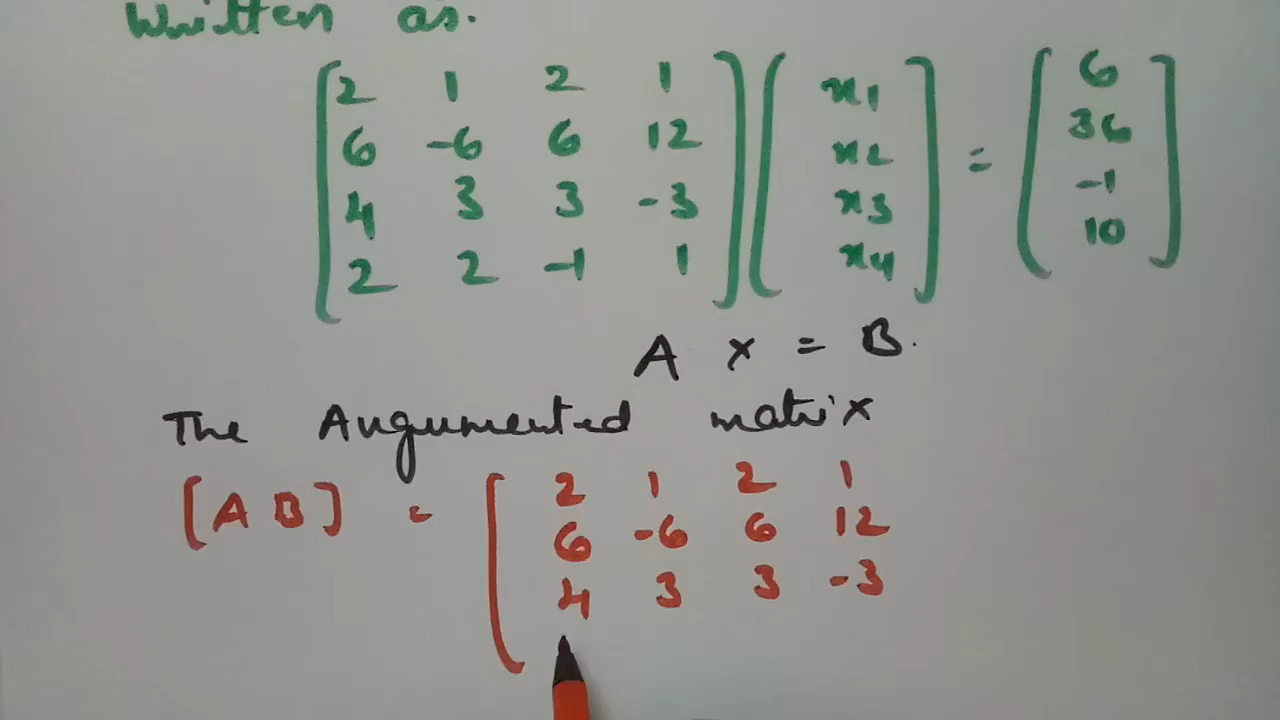 Written as.
[2 1 2 1] [x1] = [6]
[6 -6 6 12] [x2] [36]
[4 3 3 -3] [x3] [-1]
[2 2 -1 1] [x4] [10]
A x = B.
The Augumented matrix
[A B] = [2 1 2 1
6 -6 6 12
4 3 3 -3